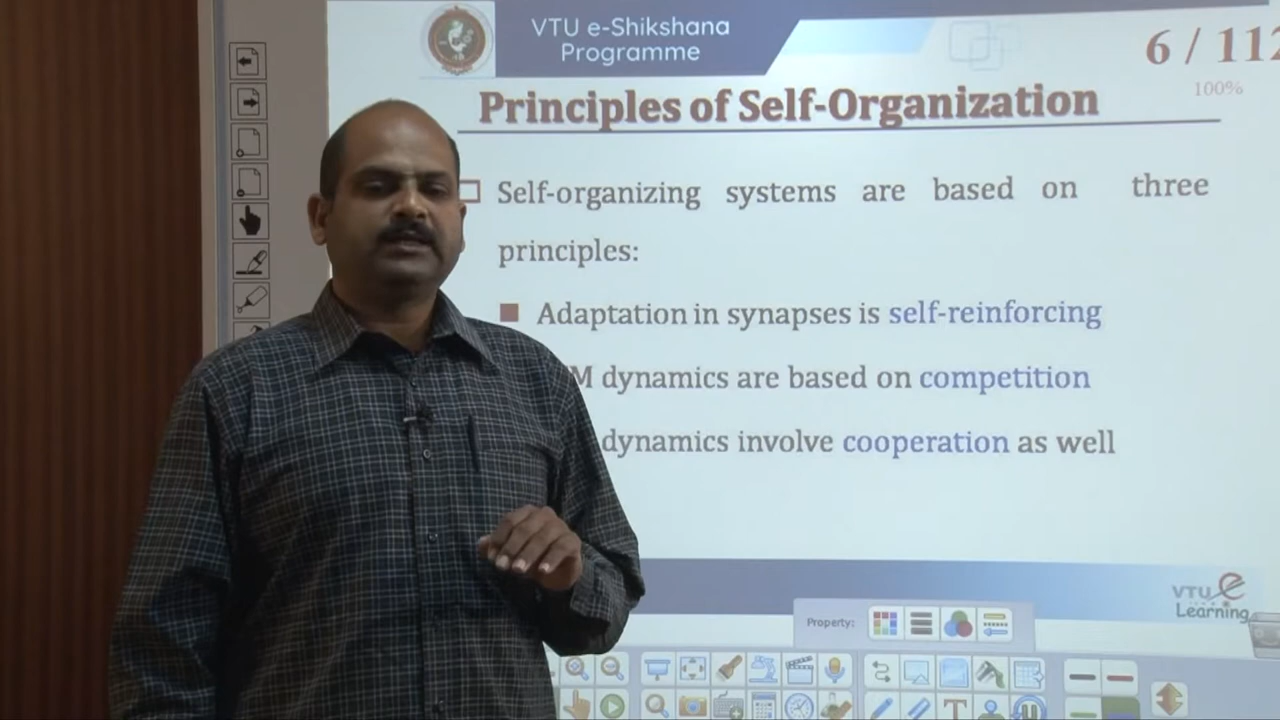 VTU e-Shikshana
Programme
6 / 112
100%
Principles of Self-Organization
Self-organizing systems are based on three
principles:
Adaptation in synapses is self-reinforcing
M dynamics are based on competition
dynamics involve cooperation as well
VTU e
Learning
Property: